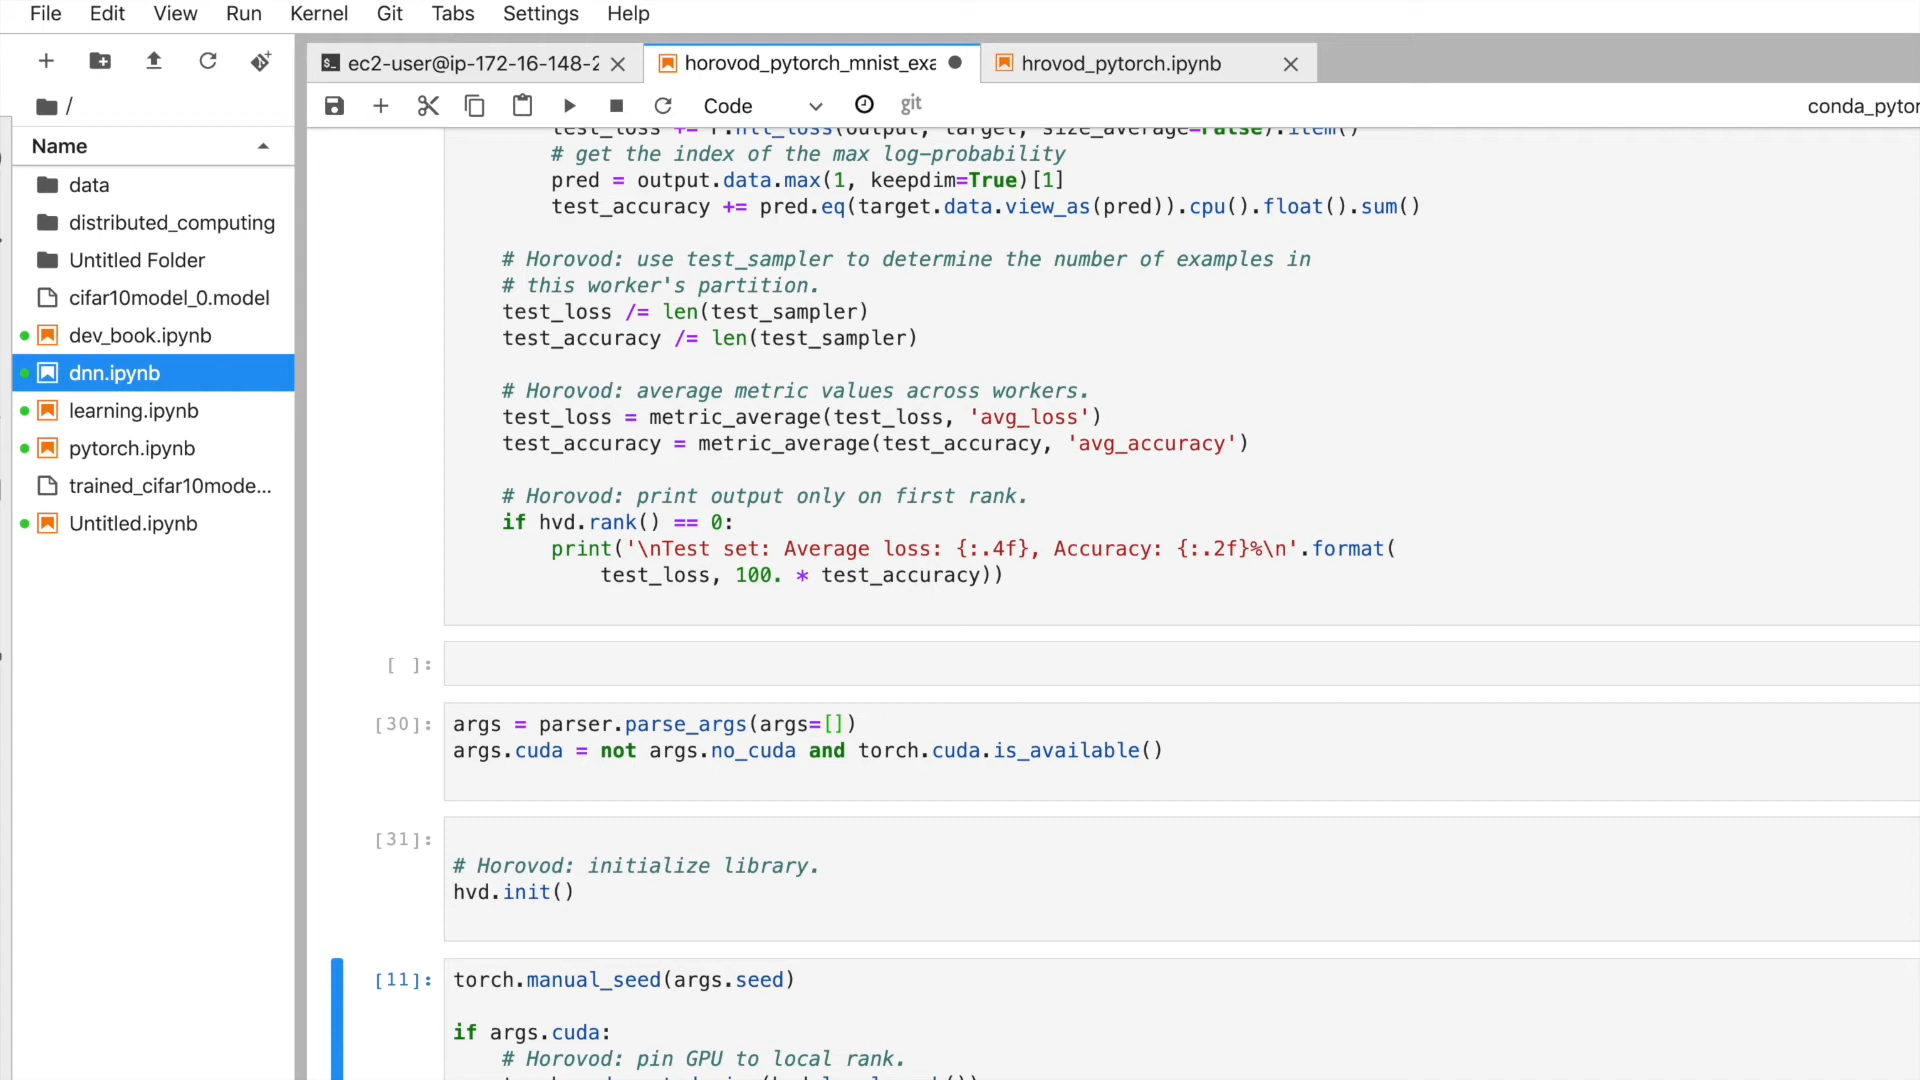 File Edit View Run Kernel Git Tabs Settings Help
ec2-user@ip-172-16-148-2
horovod_pytorch_mnist_exa
hrovod_pytorch.ipynb
Code
git
conda_pytor
/
Name
data
distributed_computing
Untitled Folder
cifar10model_0.model
dev_book.ipynb
dnn.ipynb
learning.ipynb
pytorch.ipynb
trained_cifar10mode...
Untitled.ipynb
test_loss += F.nll_loss(output, target, size_average=False).item()
# get the index of the max log-probability
pred = output.data.max(1, keepdim=True)[1]
test_accuracy += pred.eq(target.data.view_as(pred)).cpu().float().sum()
# Horovod: use test_sampler to determine the number of examples in
# this worker's partition.
test_loss /= len(test_sampler)
test_accuracy /= len(test_sampler)
# Horovod: average metric values across workers.
test_loss = metric_average(test_loss, 'avg_loss')
test_accuracy = metric_average(test_accuracy, 'avg_accuracy')
# Horovod: print output only on first rank.
if hvd.rank() == 0:
print('\nTest set: Average loss: {:.4f}, Accuracy: {:.2f}%\n'.format(
test_loss, 100. * test_accuracy))
[ ]:
[30]: args = parser.parse_args(args=[])
args.cuda = not args.no_cuda and torch.cuda.is_available()
[31]:
# Horovod: initialize library.
hvd.init()
[11]: torch.manual_seed(args.seed)
if args.cuda:
# Horovod: pin GPU to local rank.